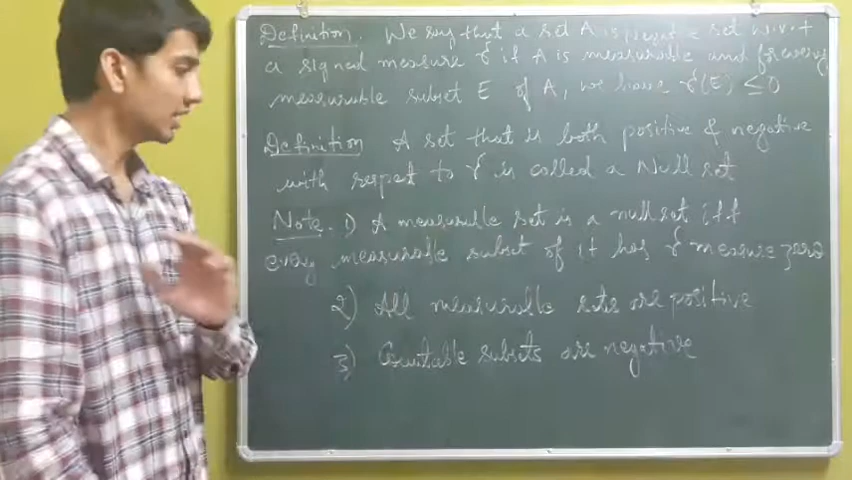 Definition. We say that a set A is negative set w.r.t
a signed measure γ if A is measurable and for every
measurable subset E of A, we have γ(E) ≤0
Definition A set that is both positive & negative
with respect to γ is called a Null set
Note. 1) A measurable set is a null set iff
every measurable subset of it has γ measure zero
2) All measurable sets are positive
3) Countable subsets are negative